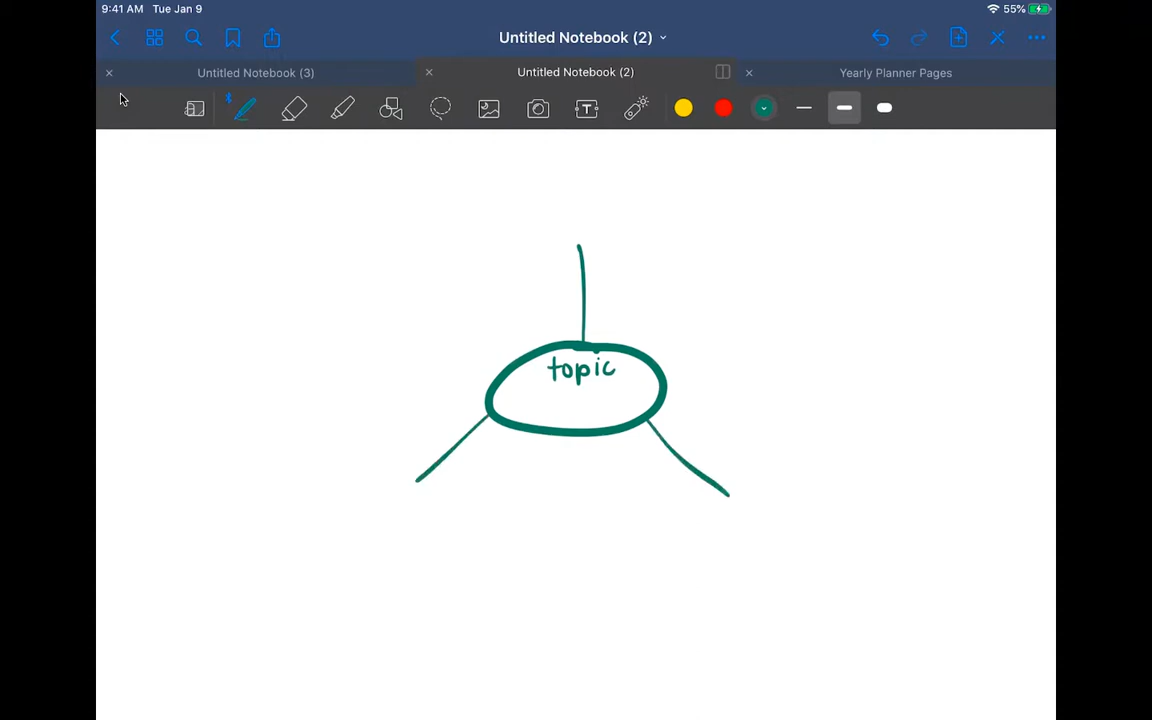 9:41 AM Tue Jan 9
55%
Untitled Notebook (2)
Untitled Notebook (3)
Untitled Notebook (2)
Yearly Planner Pages
T
topic